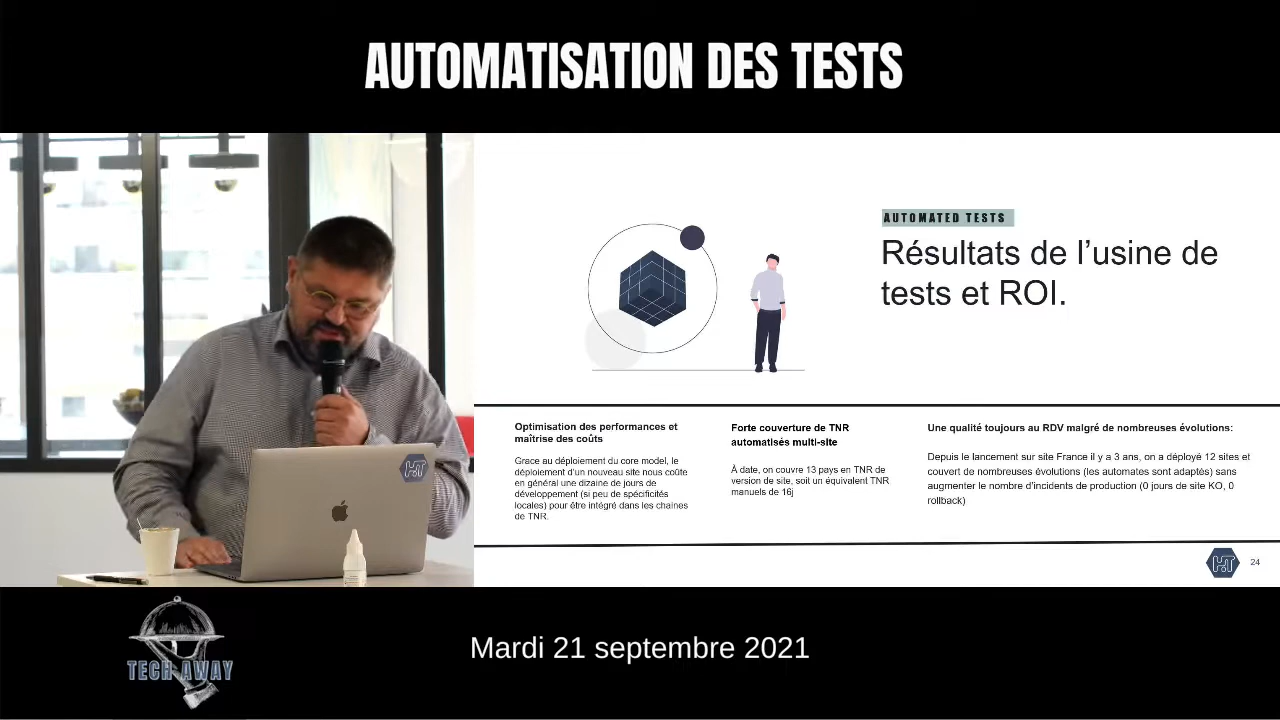 AUTOMATISATION DES TESTS
AUTOMATED TESTS
Résultats de l’usine de
tests et ROI.
Optimisation des performances et
maîtrise des coûts
Grace au déploiement du core model, le
déploiement d’un nouveau site nous coûte
en général une dizaine de jours de
développement (si peu de spécificités
locales) pour être intégré dans les chaines
de TNR.
Forte couverture de TNR
automatisés multi-site
À date, on couvre 13 pays en TNR de
version de site, soit un équivalent TNR
manuels de 16j
Une qualité toujours au RDV malgré de nombreuses évolutions:
Depuis le lancement sur site France il y a 3 ans, on a déployé 12 sites et
couvert de nombreuses évolutions (les automates sont adaptés) sans
augmenter le nombre d’incidents de production (0 jours de site KO, 0
rollback)
24
TECH AWAY
Mardi 21 septembre 2021